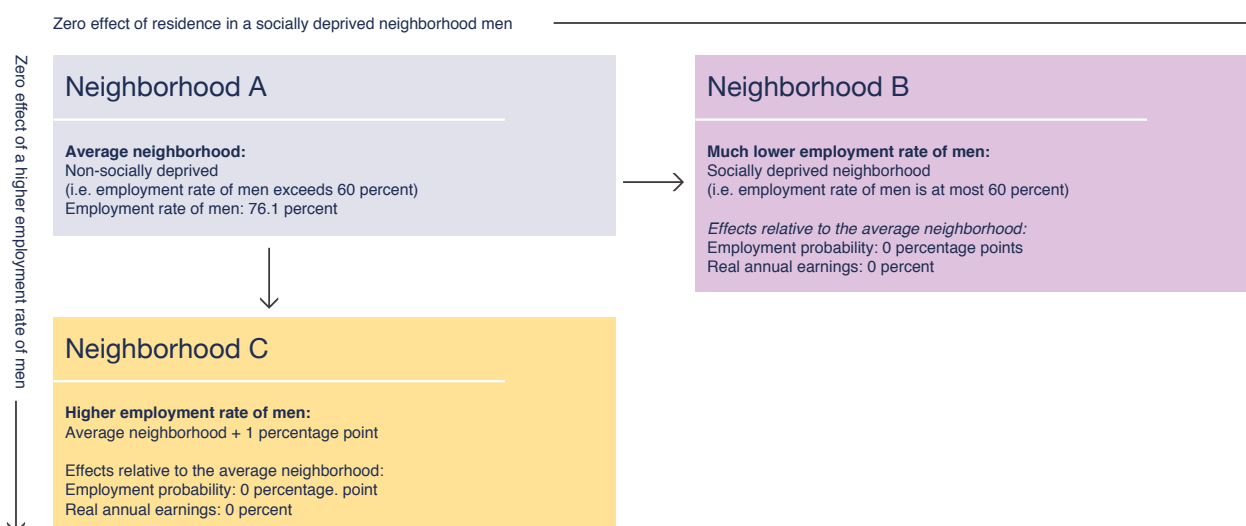 Zero effect of residence in a socially deprived neighborhood men
Zero effect of a higher employment rate of men
Neighborhood A
Average neighborhood:
Non-socially deprived
(i.e. employment rate of men exceeds 60 percent)
Employment rate of men: 76.1 percent
Neighborhood B
Much lower employment rate of men:
Socially deprived neighborhood
(i.e. employment rate of men is at most 60 percent)
Effects relative to the average neighborhood:
Employment probability: 0 percentage points
Real annual earnings: 0 percent
Neighborhood C
Higher employment rate of men:
Average neighborhood + 1 percentage point
Effects relative to the average neighborhood:
Employment probability: 0 percentage. point
Real annual earnings: 0 percent